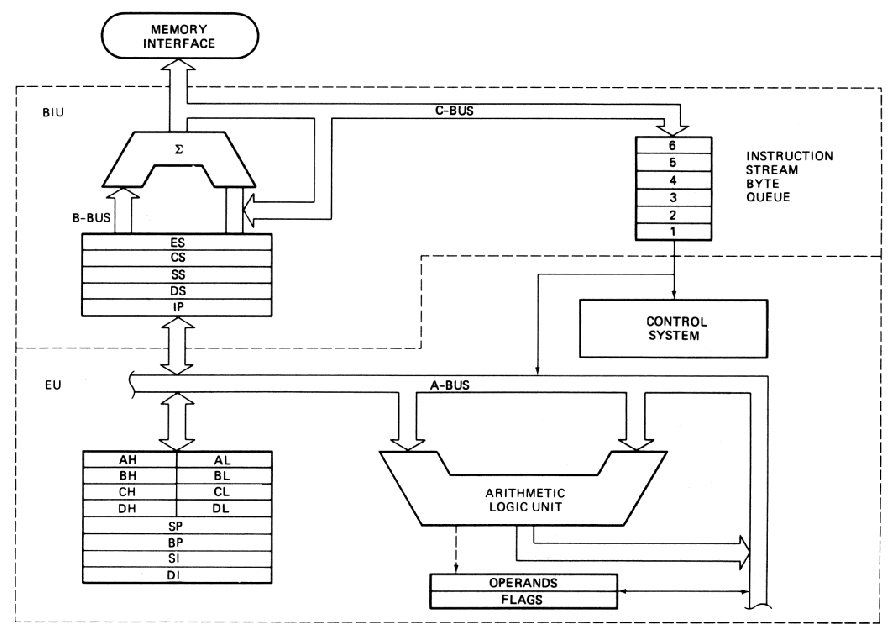 MEMORY
INTERFACE
BIU
C-BUS
Σ
B-BUS
6
5
4
3
2
1
INSTRUCTION
STREAM
BYTE
QUEUE
ES
CS
SS
DS
IP
CONTROL
SYSTEM
EU
A-BUS
AH AL
BH BL
CH CL
DH DL
SP
BP
SI
DI
ARITHMETIC
LOGIC UNIT
OPERANDS
FLAGS